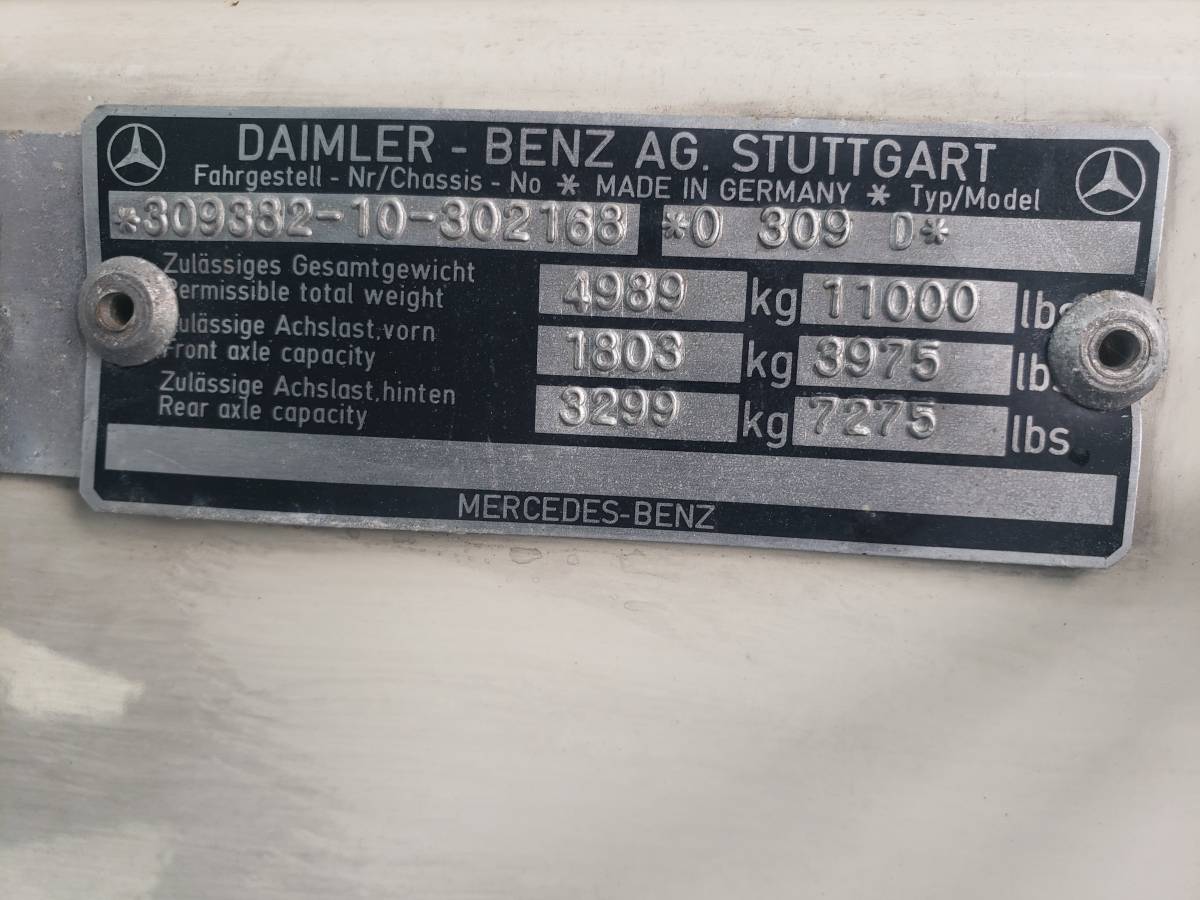 DAIMLER - BENZ AG. STUTTGART
Fahrgestell - Nr/Chassis - No * MADE IN GERMANY * Typ/Model
*309382-10-302168 *0 309 D*
Zulässiges Gesamtgewicht
Permissible total weight 4989 kg 11000 lbs
Zulässige Achslast,vorn
Front axle capacity 1803 kg 3975 lbs
Zulässige Achslast,hinten
Rear axle capacity 3299 kg 7275 lbs
MERCEDES-BENZ